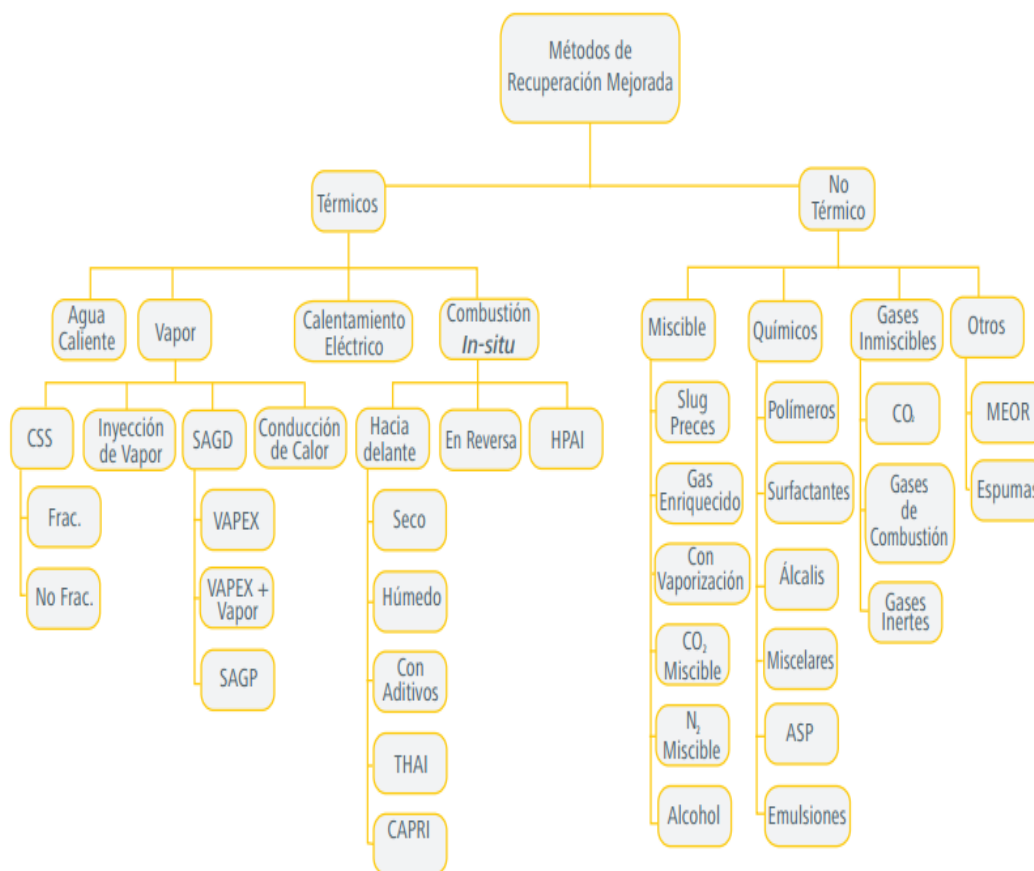 Métodos de
Recuperación Mejorada
Térmicos
No
Térmico
Agua
Caliente
Vapor
Calentamiento
Eléctrico
Combustión
In-situ
Miscible
Químicos
Gases
Inmiscibles
Otros
CSS
Inyección
de Vapor
SAGD
Conducción
de Calor
Hacia
delante
En Reversa
HPAI
Slug
Preces
Polímeros
CO₂
MEOR
Frac.
VAPEX
Seco
Gas
Enriquecido
Surfactantes
Gases
de
Combustión
Espumas
No Frac.
VAPEX +
Vapor
Húmedo
Con
Vaporización
Álcalis
Gases
Inertes
SAGP
Con
Aditivos
CO₂
Miscible
Miscelares
THAI
N₂
Miscible
ASP
CAPRI
Alcohol
Emulsiones